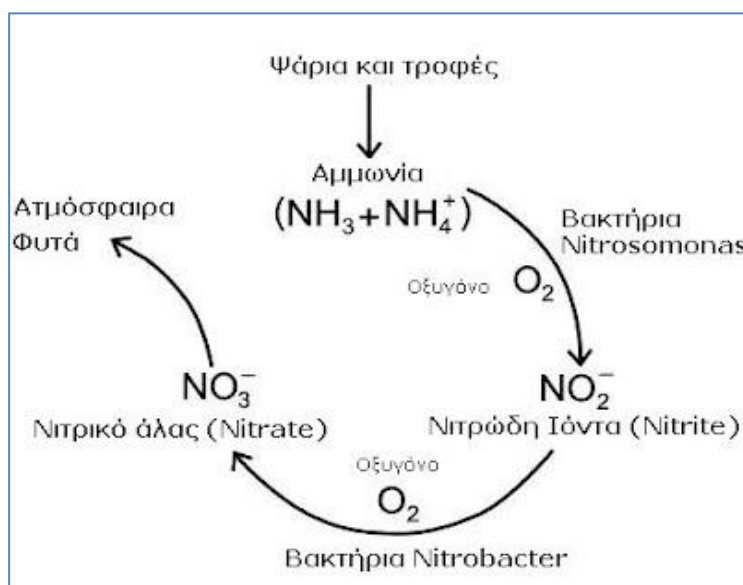 Ψάρια και τροφές
Αμμωνία
(NH₃+NH₄⁺)
Βακτήρια
Nitrosomonas
Οξυγόνο O₂
NO₂⁻
Νιτρώδη Ιόντα (Nitrite)
Οξυγόνο
O₂
Βακτήρια Nitrobacter
NO₃⁻
Νιτρικό άλας (Nitrate)
Ατμόσφαιρα
Φυτά